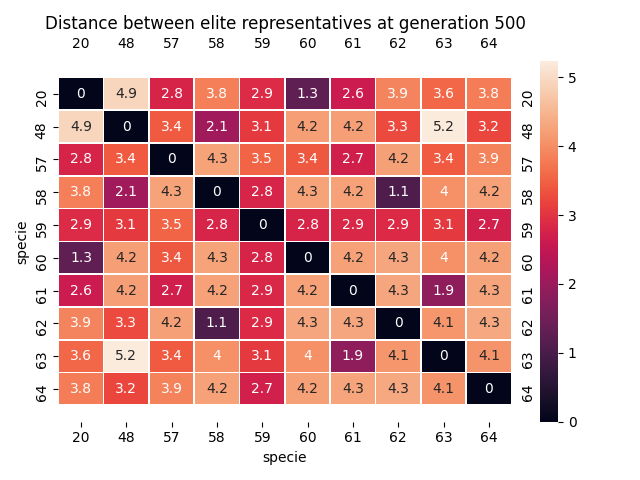 Distance between elite representatives at generation 500
20 48 57 58 59 60 61 62 63 64
20 0 4.9 2.8 3.8 2.9 1.3 2.6 3.9 3.6 3.8 20
48 4.9 0 3.4 2.1 3.1 4.2 4.2 3.3 5.2 3.2 48
57 2.8 3.4 0 4.3 3.5 3.4 2.7 4.2 3.4 3.9 57
58 3.8 2.1 4.3 0 2.8 4.3 4.2 1.1 4 4.2 58
59 2.9 3.1 3.5 2.8 0 2.8 2.9 2.9 3.1 2.7 59
60 1.3 4.2 3.4 4.3 2.8 0 4.2 4.3 4 4.2 60
61 2.6 4.2 2.7 4.2 2.9 4.2 0 4.3 1.9 4.3 61
62 3.9 3.3 4.2 1.1 2.9 4.3 4.3 0 4.1 4.3 62
63 3.6 5.2 3.4 4 3.1 4 1.9 4.1 0 4.1 63
64 3.8 3.2 3.9 4.2 2.7 4.2 4.3 4.3 4.1 0 64
20 48 57 58 59 60 61 62 63 64
specie
specie
5
4
3
2
1
0